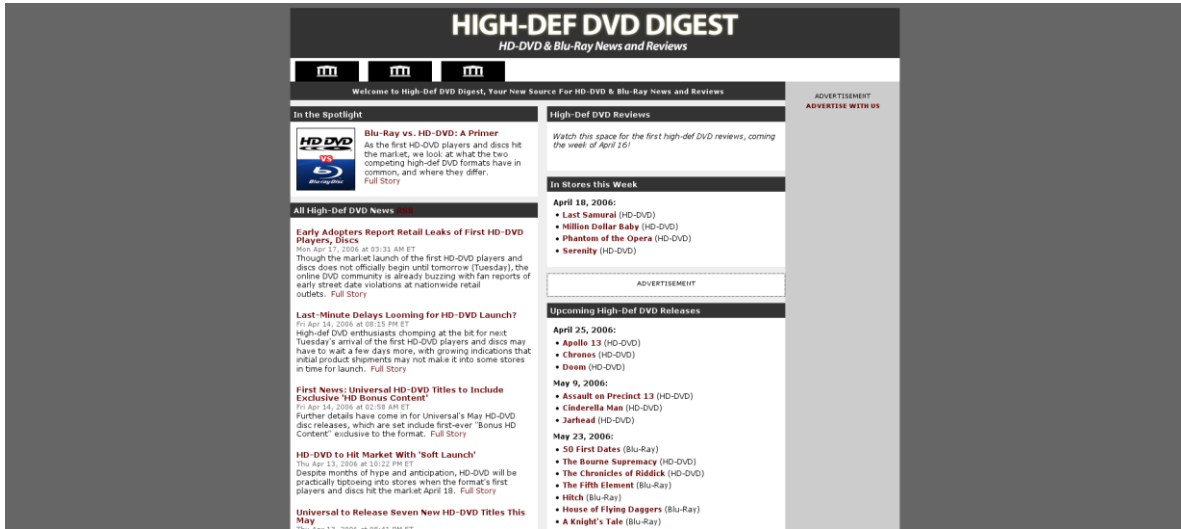 HIGH-DEF DVD DIGEST
HD-DVD & Blu-Ray News and Reviews
Welcome to High-Def DVD Digest, Your New Source For HD-DVD & Blu-Ray News and Reviews
In the Spotlight
HD DVD
VS
Blu-ray Disc
Blu-Ray vs. HD-DVD: A Primer
As the first HD-DVD players and discs hit
the market, we look at what the two
competing high-def DVD formats have in
common, and where they differ.
Full Story
All High-Def DVD News RSS
Early Adopters Report Retail Leaks of First HD-DVD
Players, Discs
Mon Apr 17, 2006 at 03:31 AM ET
Though the market launch of the first HD-DVD players and
discs does not officially begin until tomorrow (Tuesday), the
online DVD community is already buzzing with fan reports of
early street date violations at nationwide retail
outlets. Full Story
Last-Minute Delays Looming for HD-DVD Launch?
Fri Apr 14, 2006 at 08:15 PM ET
High-def DVD enthusiasts chomping at the bit for next
Tuesday's arrival of the first HD-DVD players and discs may
have to wait a few days more, with growing indications that
initial product shipments may not make it into some stores
in time for launch. Full Story
First News: Universal HD-DVD Titles to Include
Exclusive 'HD Bonus Content'
Fri Apr 14, 2006 at 02:58 AM ET
Further details have come in for Universal's May HD-DVD
disc releases, which are set include first-ever "Bonus HD
Content" exclusive to the format. Full Story
HD-DVD to Hit Market With 'Soft Launch'
Thu Apr 13, 2006 at 10:22 PM ET
Despite months of hype and anticipation, HD-DVD will be
practically tiptoeing into stores when the format's first
players and discs hit the market April 18. Full Story
Universal to Release Seven New HD-DVD Titles This
May
Thu Apr 13, 2006 at 08:41 PM ET
High-Def DVD Reviews
Watch this space for the first high-def DVD reviews, coming
the week of April 16!
In Stores this Week
April 18, 2006:
• Last Samurai (HD-DVD)
• Million Dollar Baby (HD-DVD)
• Phantom of the Opera (HD-DVD)
• Serenity (HD-DVD)
ADVERTISEMENT
Upcoming High-Def DVD Releases
April 25, 2006:
• Apollo 13 (HD-DVD)
• Chronos (HD-DVD)
• Doom (HD-DVD)
May 9, 2006:
• Assault on Precinct 13 (HD-DVD)
• Cinderella Man (HD-DVD)
• Jarhead (HD-DVD)
May 23, 2006:
• 50 First Dates (Blu-Ray)
• The Bourne Supremacy (HD-DVD)
• The Chronicles of Riddick (HD-DVD)
• The Fifth Element (Blu-Ray)
• Hitch (Blu-Ray)
• House of Flying Daggers (Blu-Ray)
• A Knight's Tale (Blu-Ray)
ADVERTISEMENT
ADVERTISE WITH US